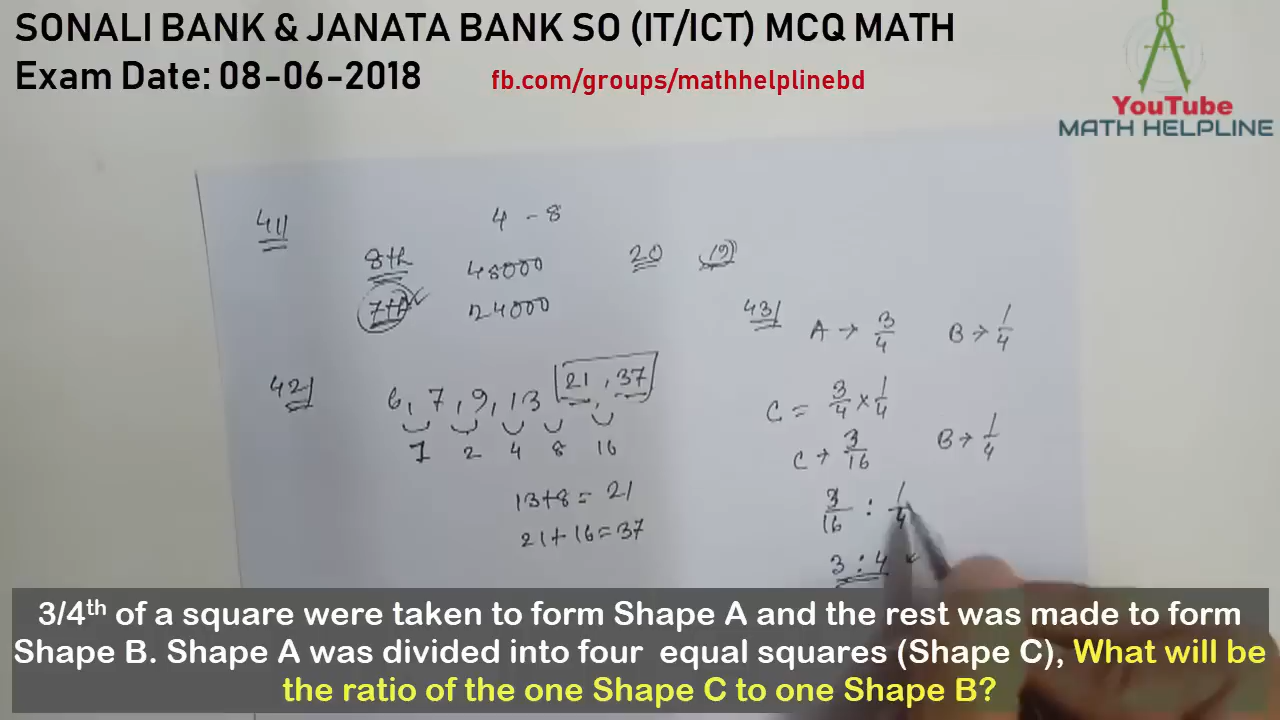 SONALI BANK & JANATA BANK SO (IT/ICT) MCQ MATH
Exam Date: 08-06-2018
fb.com/groups/mathhelplinebd
YouTube
MATH HELPLINE
41)
4 - 8
8th 48000
7th 24000
20 19)
42)
6, 7, 9, 13 21, 37
1 2 4 8 16
13+8 = 21
21+16=37
43)
A → 3/4 B → 1/4
C = 3/4 × 1/4
C → 3/16 B → 1/4
3/16 : 1/4
3 : 4
3/4th of a square were taken to form Shape A and the rest was made to form
Shape B. Shape A was divided into four equal squares (Shape C), What will be
the ratio of the one Shape C to one Shape B?